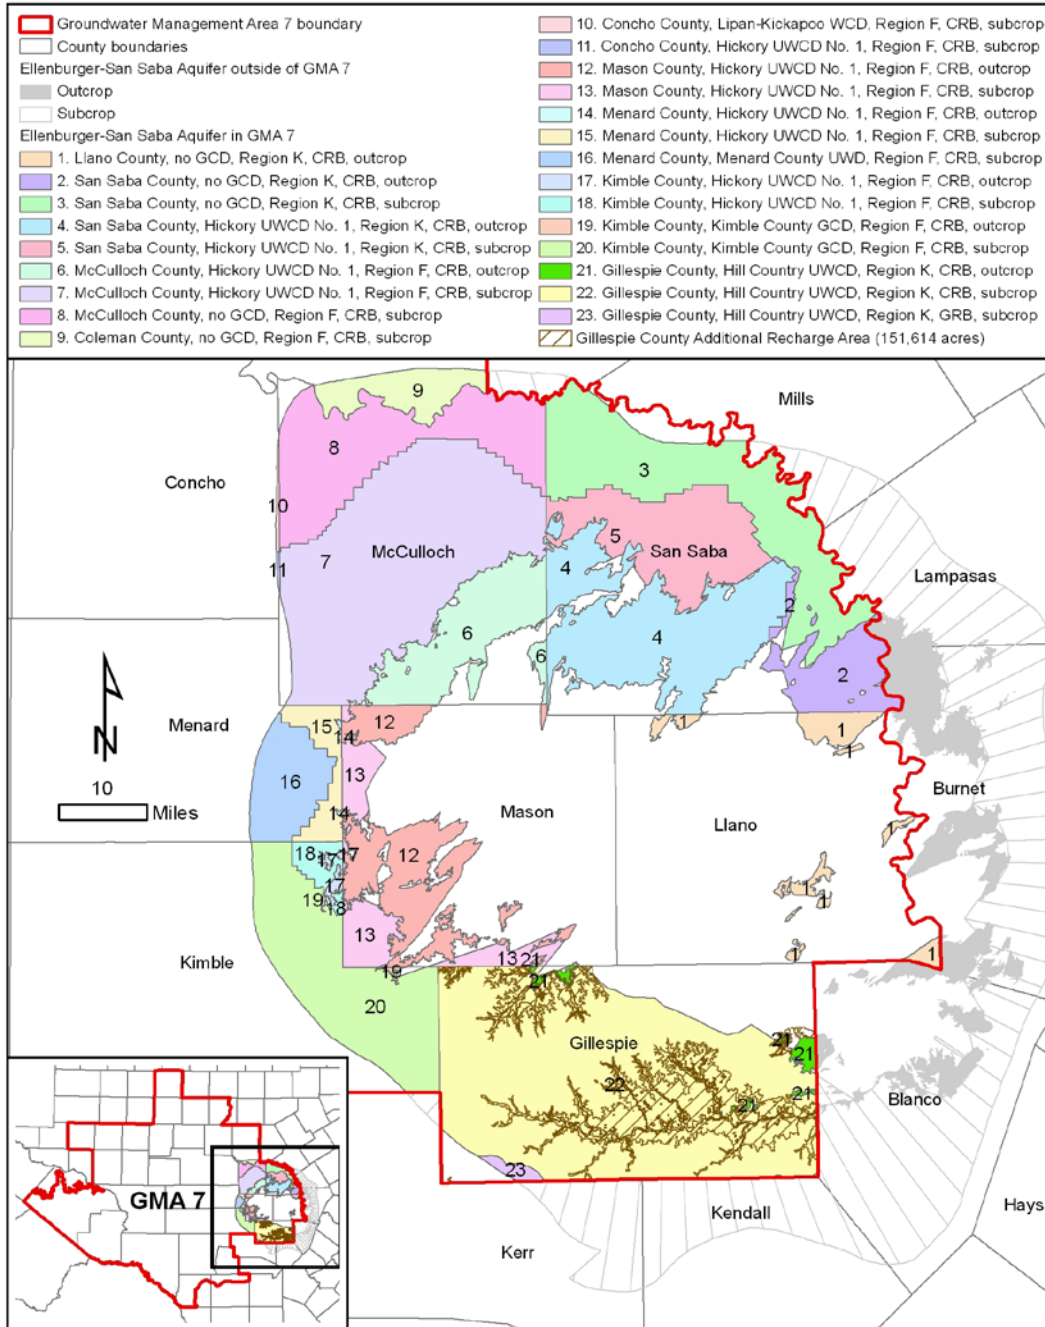 Groundwater Management Area 7 boundary
County boundaries
Ellenburger-San Saba Aquifer outside of GMA 7
Outcrop
Subcrop
Ellenburger-San Saba Aquifer in GMA 7
1. Llano County, no GCD, Region K, CRB, outcrop
2. San Saba County, no GCD, Region K, CRB, outcrop
3. San Saba County, no GCD, Region K, CRB, subcrop
4. San Saba County, Hickory UWCD No. 1, Region K, CRB, outcrop
5. San Saba County, Hickory UWCD No. 1, Region K, CRB, subcrop
6. McCulloch County, Hickory UWCD No. 1, Region F, CRB, outcrop
7. McCulloch County, Hickory UWCD No. 1, Region F, CRB, subcrop
8. McCulloch County, no GCD, Region F, CRB, subcrop
9. Coleman County, no GCD, Region F, CRB, subcrop
10. Concho County, Lipan-Kickapoo WCD, Region F, CRB, subcrop
11. Concho County, Hickory UWCD No. 1, Region F, CRB, subcrop
12. Mason County, Hickory UWCD No. 1, Region F, CRB, outcrop
13. Mason County, Hickory UWCD No. 1, Region F, CRB, subcrop
14. Menard County, Hickory UWCD No. 1, Region F, CRB, outcrop
15. Menard County, Hickory UWCD No. 1, Region F, CRB, subcrop
16. Menard County, Menard County UWD, Region F, CRB, subcrop
17. Kimble County, Hickory UWCD No. 1, Region F, CRB, outcrop
18. Kimble County, Hickory UWCD No. 1, Region F, CRB, subcrop
19. Kimble County, Kimble County GCD, Region F, CRB, outcrop
20. Kimble County, Kimble County GCD, Region F, CRB, subcrop
21. Gillespie County, Hill Country UWCD, Region K, CRB, outcrop
22. Gillespie County, Hill Country UWCD, Region K, CRB, subcrop
23. Gillespie County, Hill Country UWCD, Region K, GRB, subcrop
Gillespie County Additional Recharge Area (151,614 acres)
9
Mills
8
3
Concho
10
5
McCulloch
San Saba
7
11
4
Lampasas
2
6
4
6
2
Menard
15
12
1
1
14
1
13
16
Burnet
N
10
Miles
14
Mason
Llano
1
18
17
17
12
17
1
19
18
1
13
Kimble
13
21
1
1
19
21
20
Gillespie
21
21
22
21
21
Blanco
23
GMA 7
Kendall
Hays
Kerr